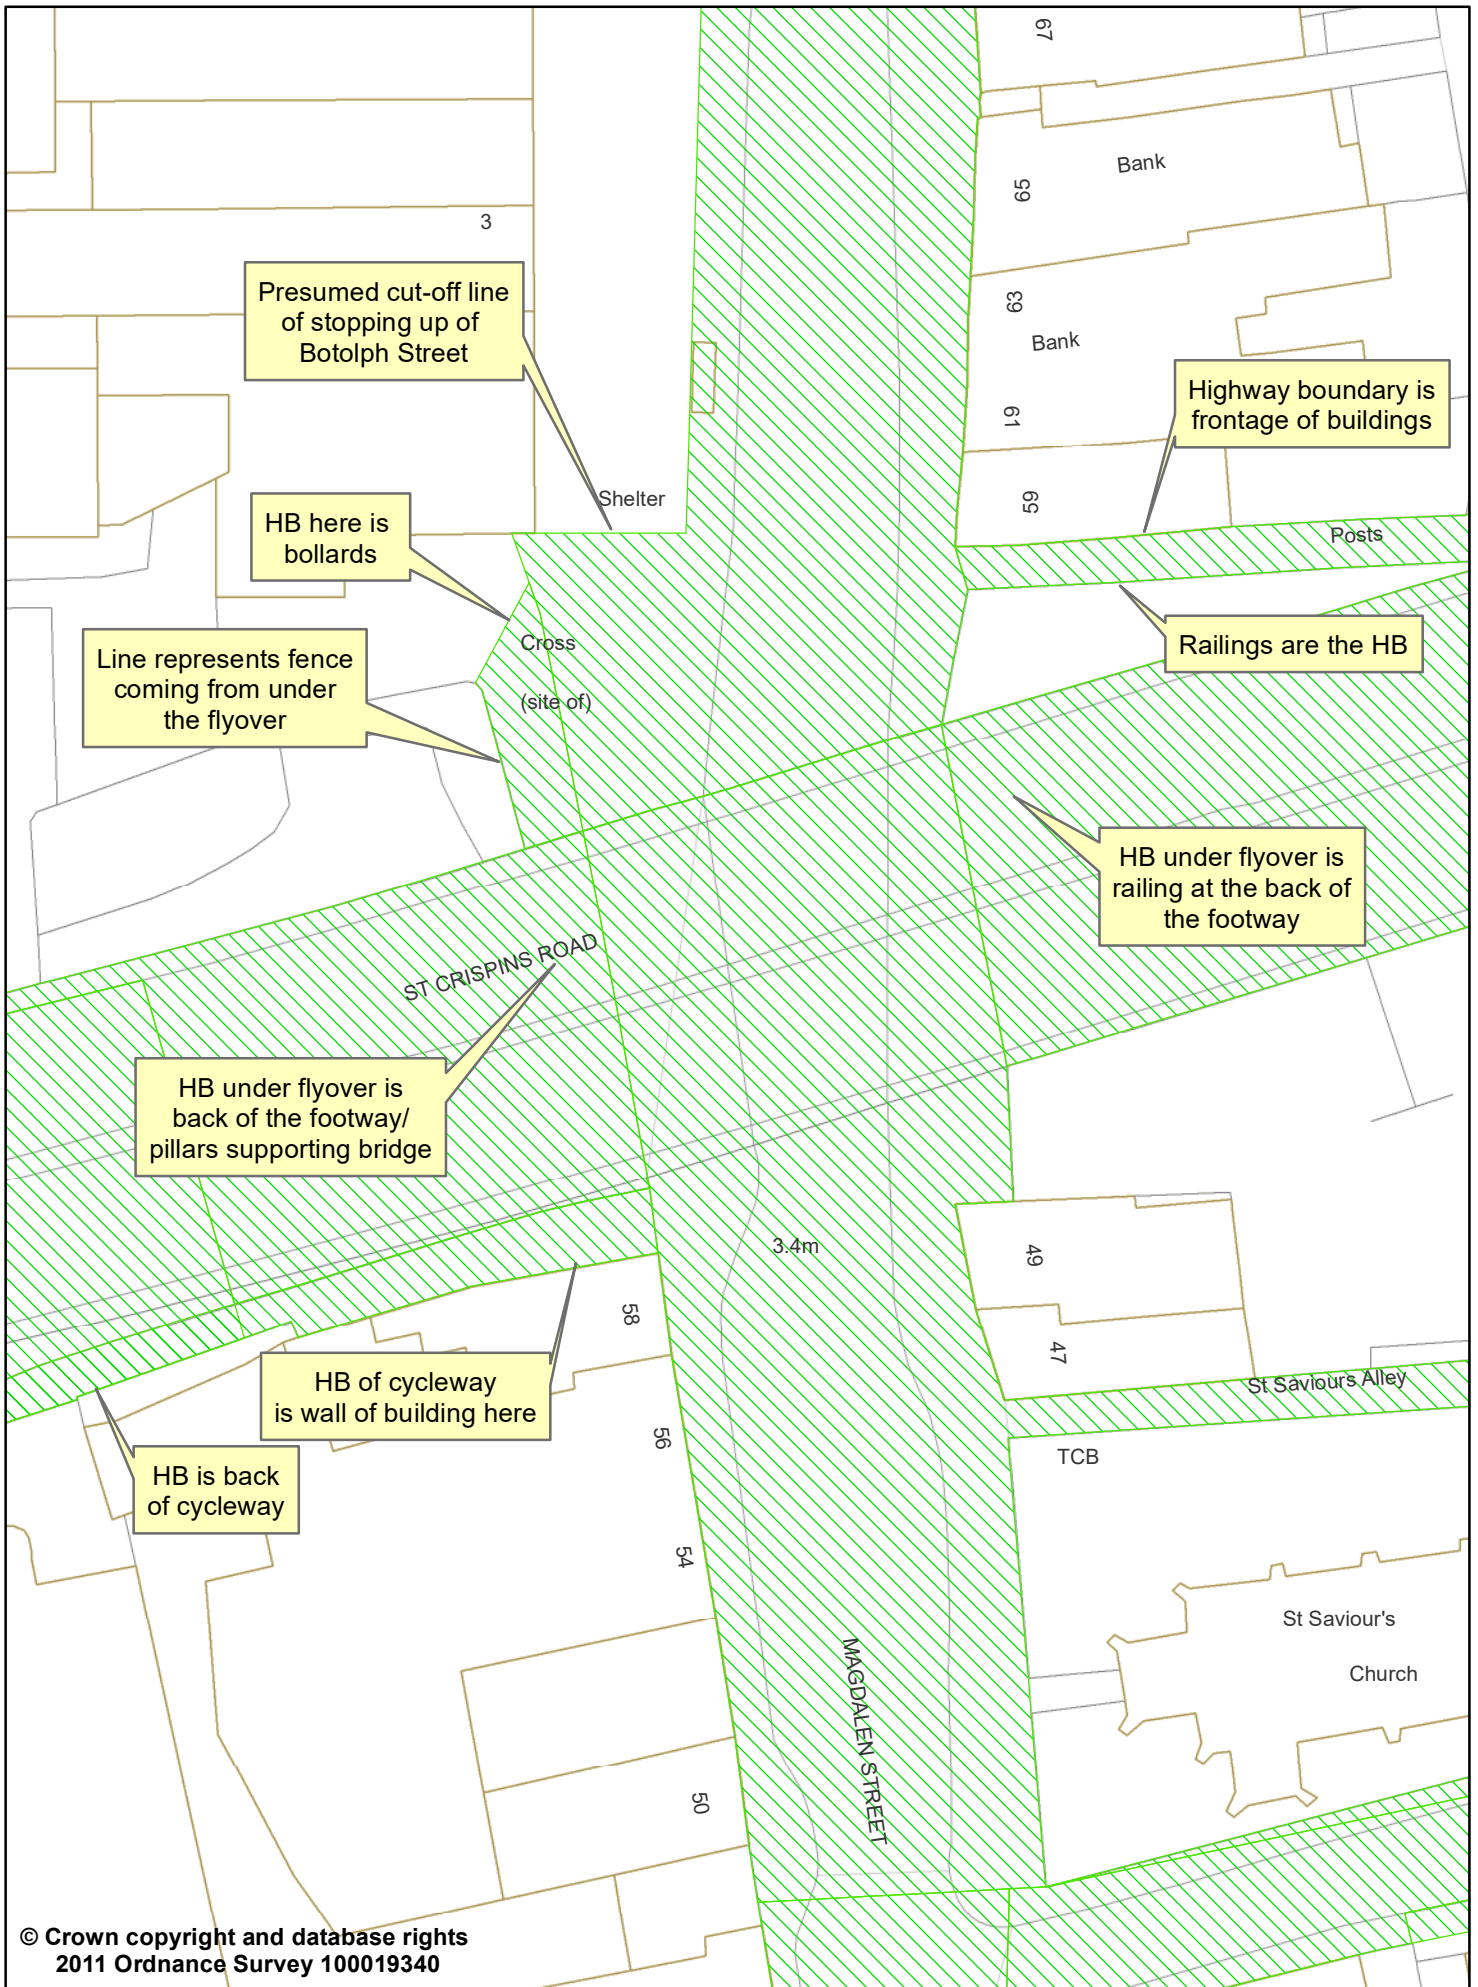 67
Bank
65
3
Presumed cut-off line
of stopping up of
Botolph Street
63
Bank
Highway boundary is
frontage of buildings
61
Shelter
59
HB here is
bollards
Posts
Cross
Railings are the HB
Line represents fence
coming from under
the flyover
(site of)
HB under flyover is
railing at the back of
the footway
ST CRISPINS ROAD
HB under flyover is
back of the footway/
pillars supporting bridge
3.4m
49
58
47
HB of cycleway
is wall of building here
St Saviours Alley
56
TCB
HB is back
of cycleway
54
St Saviour's
Church
MAGDALEN STREET
50
© Crown copyright and database rights
2011 Ordnance Survey 100019340